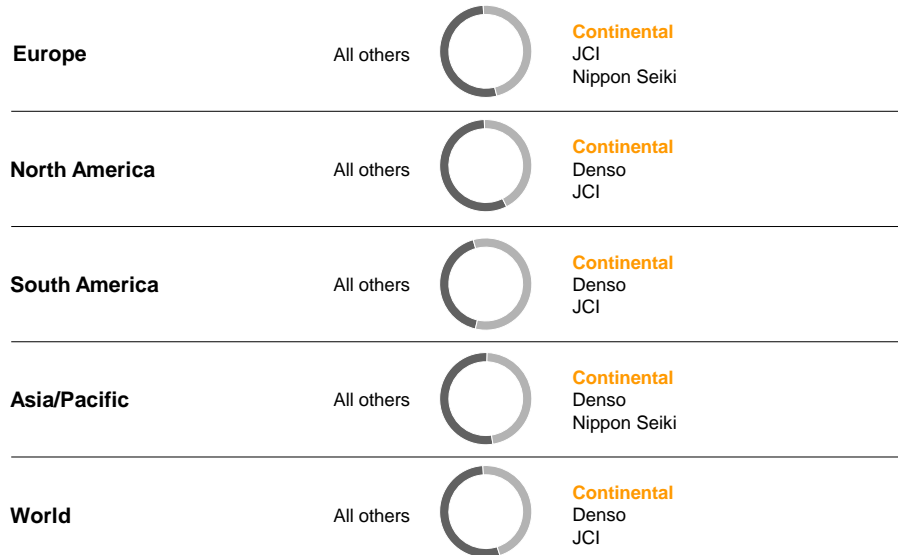 Europe
All others
Continental
JCI
Nippon Seiki
North America
All others
Continental
Denso
JCI
South America
All others
Continental
Denso
JCI
Asia/Pacific
All others
Continental
Denso
Nippon Seiki
World
All others
Continental
Denso
JCI